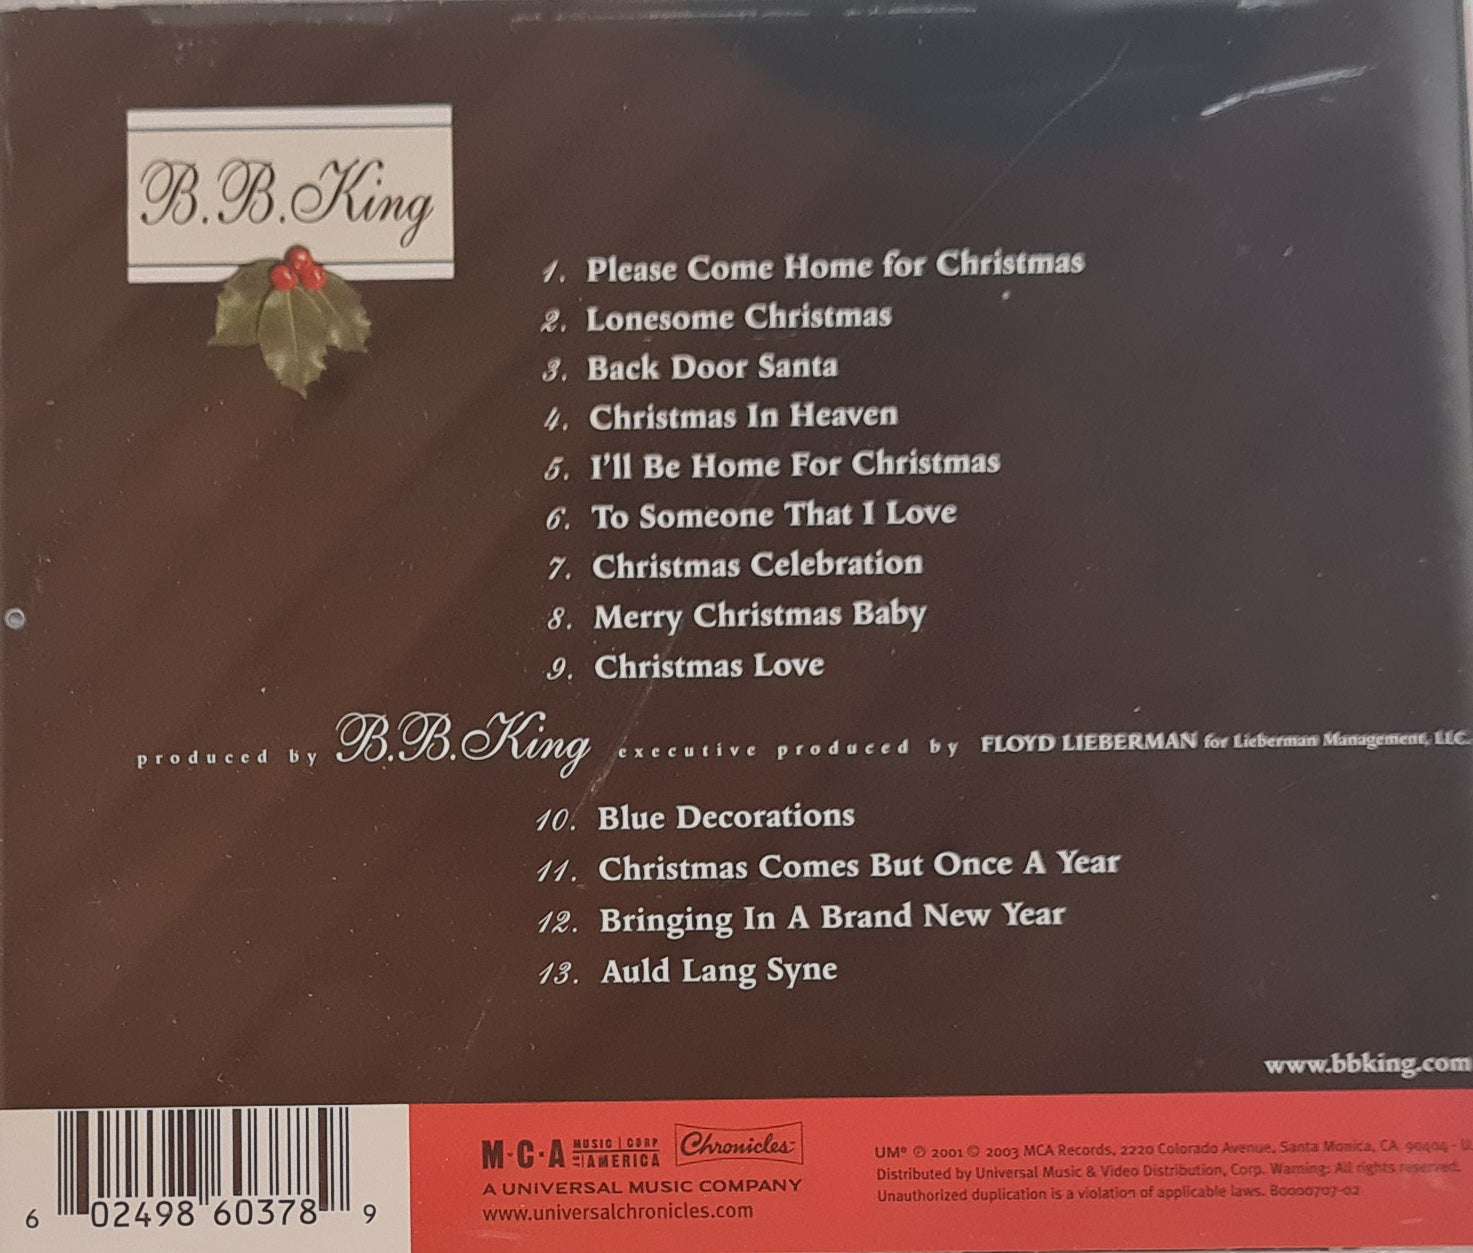 B.B.King
1. Please Come Home for Christmas
2. Lonesome Christmas
3. Back Door Santa
4. Christmas In Heaven
5. I'll Be Home For Christmas
6. To Someone That I Love
7. Christmas Celebration
8. Merry Christmas Baby
9. Christmas Love
produced by B.B.King executive produced by FLOYD LIEBERMAN for Lieberman Management, LLC.
10. Blue Decorations
11. Christmas Comes But Once A Year
12. Bringing In A Brand New Year
13. Auld Lang Syne
www.bbking.com
6 02498 60378 9
M·C·A MUSIC | CORP of AMERICA
Chronicles™
A UNIVERSAL MUSIC COMPANY
www.universalchronicles.com
UM® ℗ 2001 © 2003 MCA Records, 2220 Colorado Avenue, Santa Monica, CA 90404 - U.
Distributed by Universal Music & Video Distribution, Corp. Warning: All rights reserved.
Unauthorized duplication is a violation of applicable laws. B0000707-02